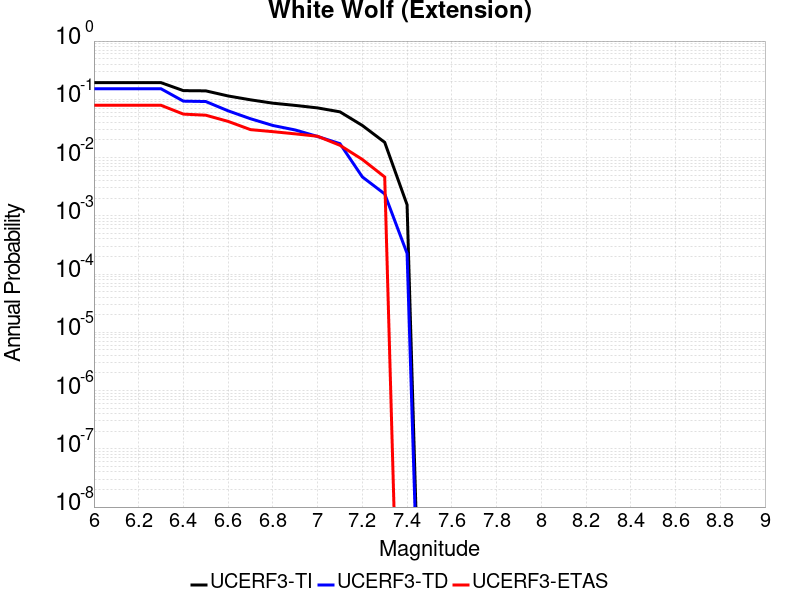 White Wolf (Extension)
10^0
10^-1
10^-2
10^-3
10^-4
10^-5
10^-6
10^-7
10^-8
Annual Probability
6 6.2 6.4 6.6 6.8 7 7.2 7.4 7.6 7.8 8 8.2 8.4 8.6 8.8 9
Magnitude
UCERF3-TI UCERF3-TD UCERF3-ETAS